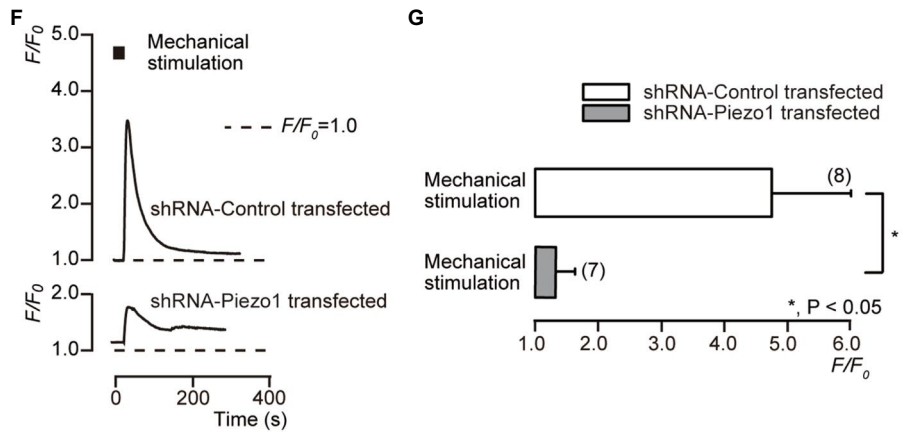 F
F/F0
5.0
4.0
3.0
2.0
1.0
Mechanical
stimulation
F/F0=1.0
shRNA-Control transfected
F/F0
2.0
1.0
shRNA-Piezo1 transfected
0 200 400
Time (s)
G
shRNA-Control transfected
shRNA-Piezo1 transfected
Mechanical
stimulation
(8)
*
Mechanical
stimulation
(7)
*, P < 0.05
1.0 2.0 3.0 4.0 5.0 6.0
F/F0